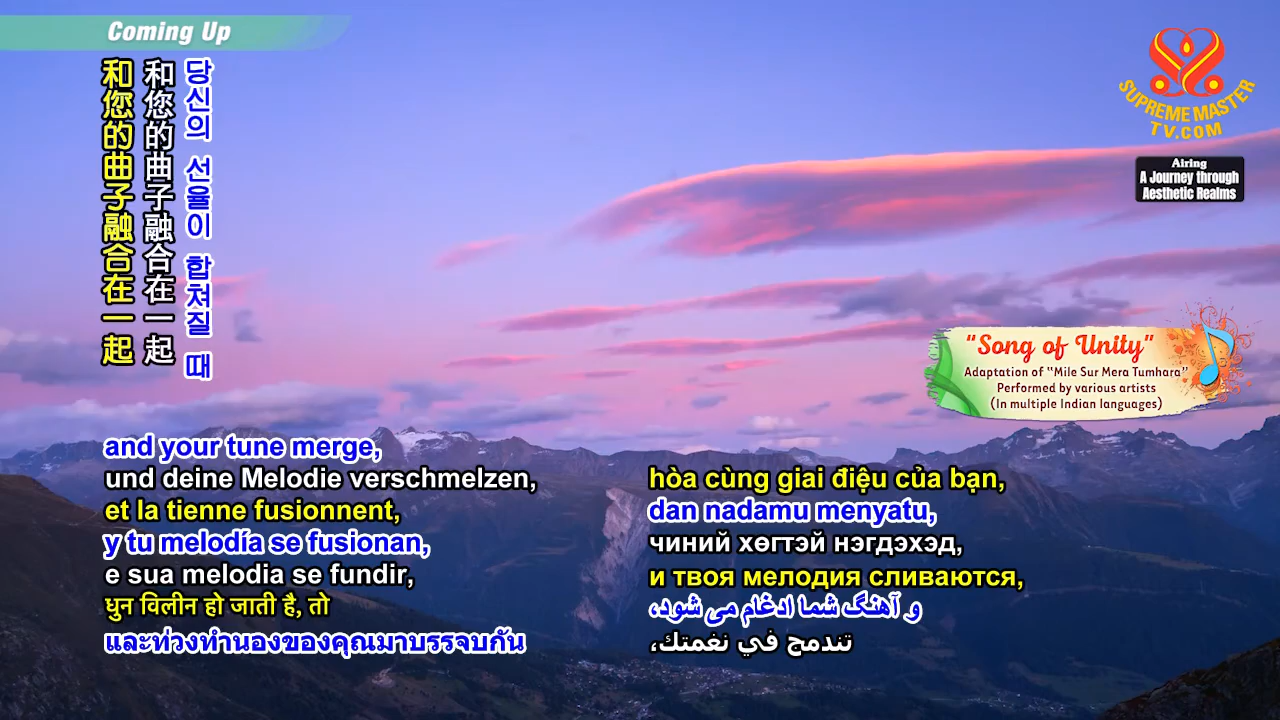 Coming Up
和您的曲子融合在一起
和您的曲子融合在一起
당신의 선율이 합쳐질 때
SUPREME MASTER
TV.COM
Airing
A Journey through
Aesthetic Realms
"Song of Unity"
Adaptation of "Mile Sur Mera Tumhara"
Performed by various artists
(In multiple Indian languages)
and your tune merge,
und deine Melodie verschmelzen,
et la tienne fusionnent,
y tu melodía se fusionan,
e sua melodia se fundir,
धुन विलीन हो जाती है, तो
และท่วงทำนองของคุณมาบรรจบกัน
hòa cùng giai điệu của bạn,
dan nadamu menyatu,
чиний хөгтэй нэгдэхэд,
и твоя мелодия сливаются,
و آهنگ شما ادغام می شود،
تندمج في نغمتك،